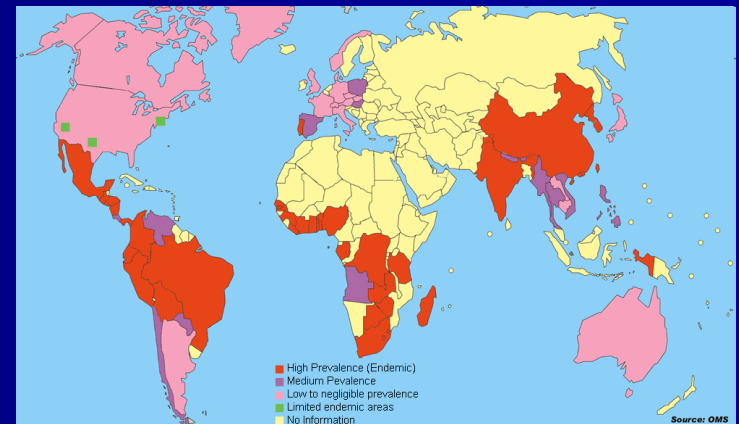 High Prevalence (Endemic)
Medium Pevalence
Low to negligible prevalence
Limited endemic areas
No Information
Source: OMS